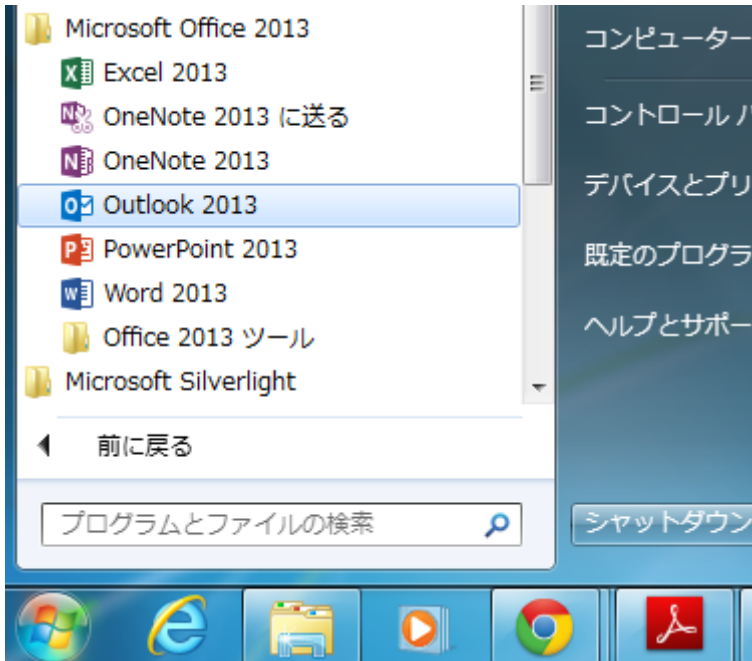 Microsoft Office 2013
Excel 2013
OneNote 2013 に送る
OneNote 2013
Outlook 2013
PowerPoint 2013
Word 2013
Office 2013 ツール
Microsoft Silverlight
前に戻る
プログラムとファイルの検索
コンピューター
コントロール パ
デバイスとプリ
既定のプログラ
ヘルプとサポー
シャットダウン